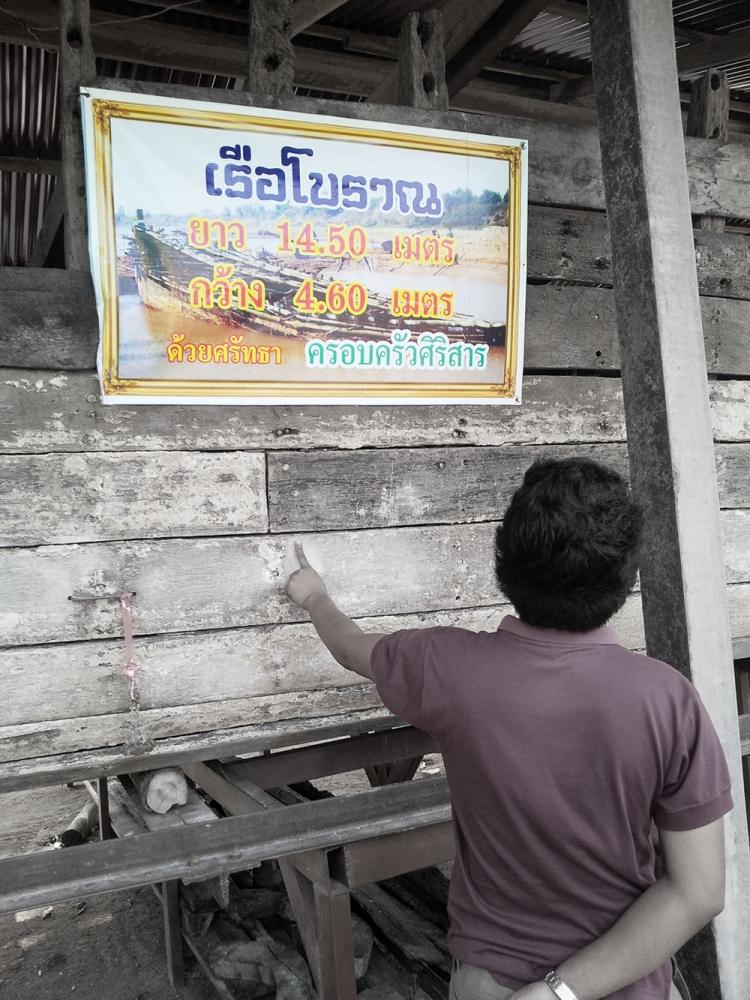 เรือโบราณ
ยาว 14.50 เมตร
กว้าง 4.60 เมตร
ด้วยศรัทธา ครอบครัวศิริสาร